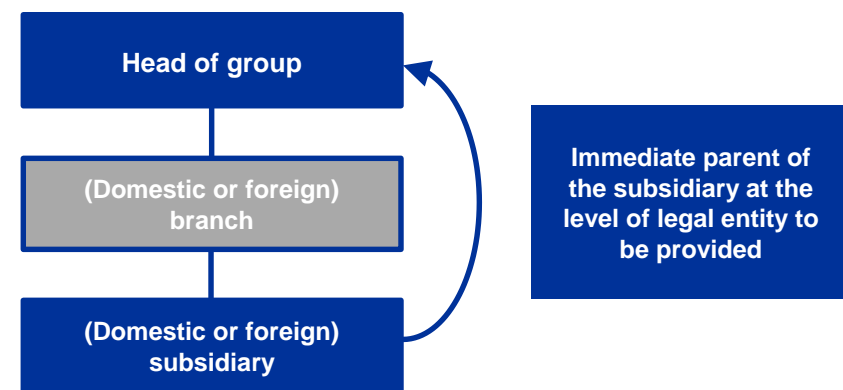 Head of group
(Domestic or foreign)
branch
(Domestic or foreign)
subsidiary
Immediate parent of
the subsidiary at the
level of legal entity to
be provided